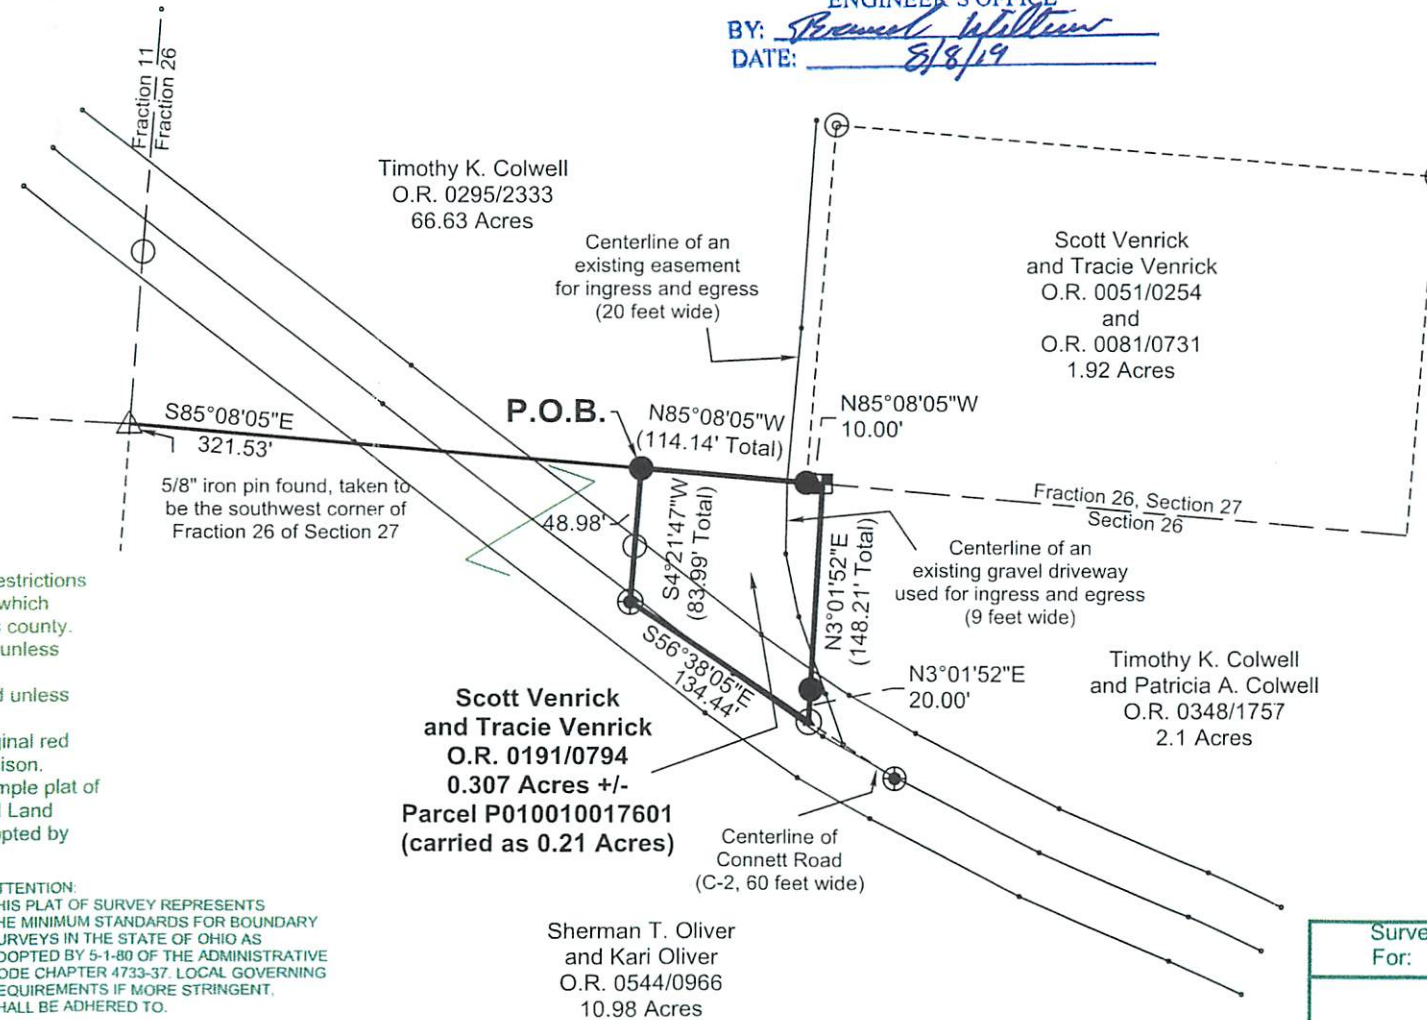 ENGINEER'S OFFICE
BY:
DATE: 8/8/19
Fraction 11
Fraction 26
Timothy K. Colwell
O.R. 0295/2333
66.63 Acres
Centerline of an
existing easement
for ingress and egress
(20 feet wide)
Scott Venrick
and Tracie Venrick
O.R. 0051/0254
and
O.R. 0081/0731
1.92 Acres
S85°08'05"E
321.53'
P.O.B.
N85°08'05"W
(114.14' Total)
N85°08'05"W
10.00'
5/8" iron pin found, taken to
be the southwest corner of
Fraction 26 of Section 27
48.98'
S4°21'47"W
(83.99' Total)
Fraction 26, Section 27
Section 26
Centerline of an
existing gravel driveway
used for ingress and egress
(9 feet wide)
N3°01'52"E
(148.21' Total)
S56°38'05"E
134.44'
N3°01'52"E
20.00'
Timothy K. Colwell
and Patricia A. Colwell
O.R. 0348/1757
2.1 Acres
Scott Venrick
and Tracie Venrick
O.R. 0191/0794
0.307 Acres +/-
Parcel P010010017601
(carried as 0.21 Acres)
Centerline of
Connett Road
(C-2, 60 feet wide)
Sherman T. Oliver
and Kari Oliver
O.R. 0544/0966
10.98 Acres
estrictions
which
county.
unless
d unless
ginal red
ison.
mple plat of
l Land
opted by
TTENTION:
HIS PLAT OF SURVEY REPRESENTS
HE MINIMUM STANDARDS FOR BOUNDARY
URVEYS IN THE STATE OF OHIO AS
DOPTED BY 5-1-80 OF THE ADMINISTRATIVE
ODE CHAPTER 4733-37. LOCAL GOVERNING
EQUIREMENTS IF MORE STRINGENT,
HALL BE ADHERED TO.
Surve
For: